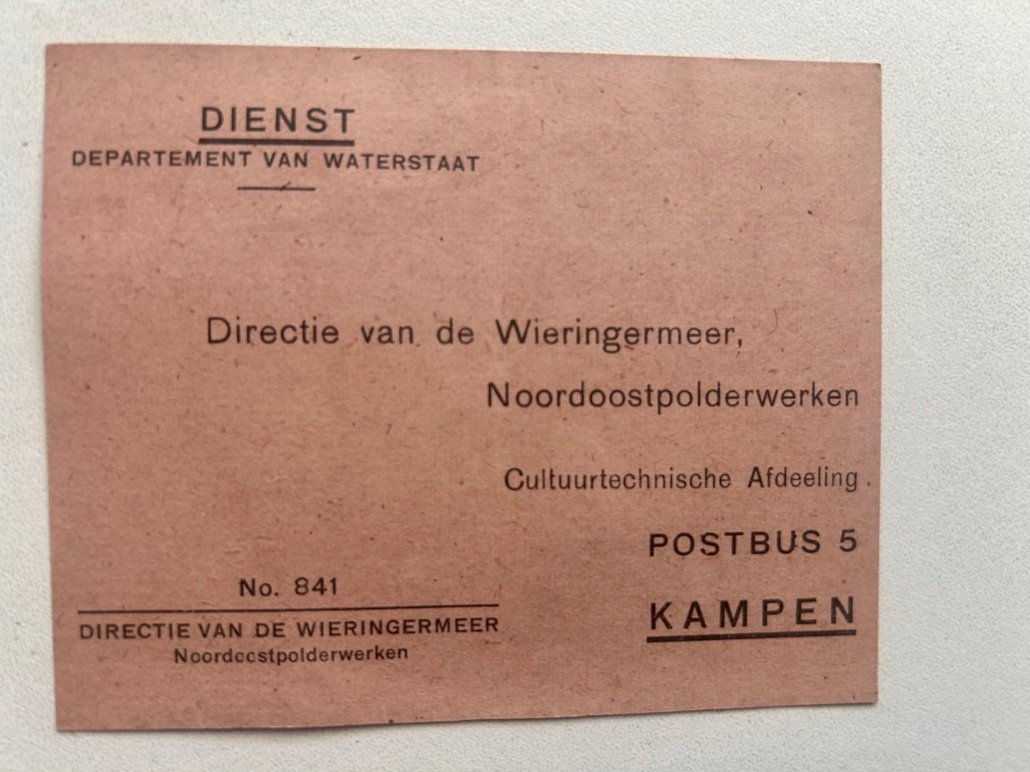 DIENST
DEPARTEMENT VAN WATERSTAAT
Directie van de Wieringermeer,
Noordoostpolderwerken
Cultuurtechnische Afdeeling.
POSTBUS 5
KAMPEN
No. 841
DIRECTIE VAN DE WIERINGERMEER
Noordoostpolderwerken